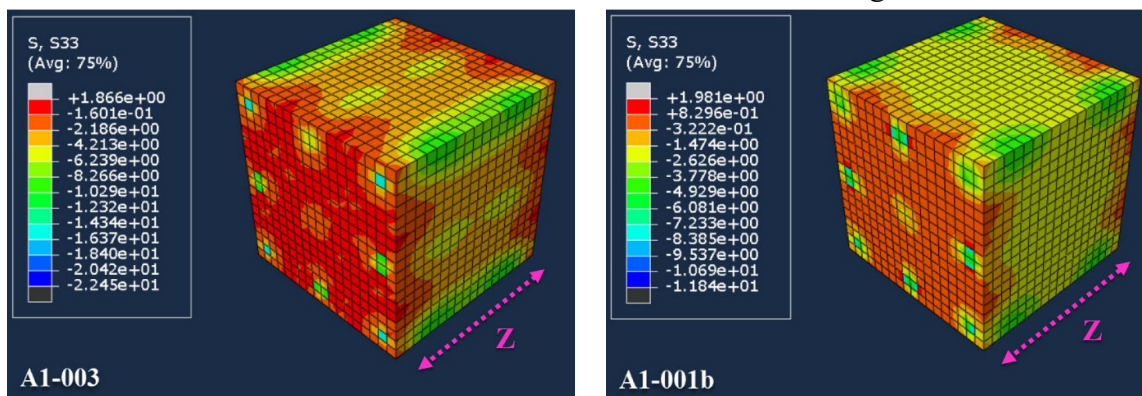 S, S33
(Avg: 75%)
+1.866e+00
-1.601e-01
-2.186e+00
-4.213e+00
-6.239e+00
-8.266e+00
-1.029e+01
-1.232e+01
-1.434e+01
-1.637e+01
-1.840e+01
-2.042e+01
-2.245e+01
Z
A1-003
S, S33
(Avg: 75%)
+1.981e+00
+8.296e-01
-3.222e-01
-1.474e+00
-2.626e+00
-3.778e+00
-4.929e+00
-6.081e+00
-7.233e+00
-8.385e+00
-9.537e+00
-1.069e+01
-1.184e+01
Z
A1-001b